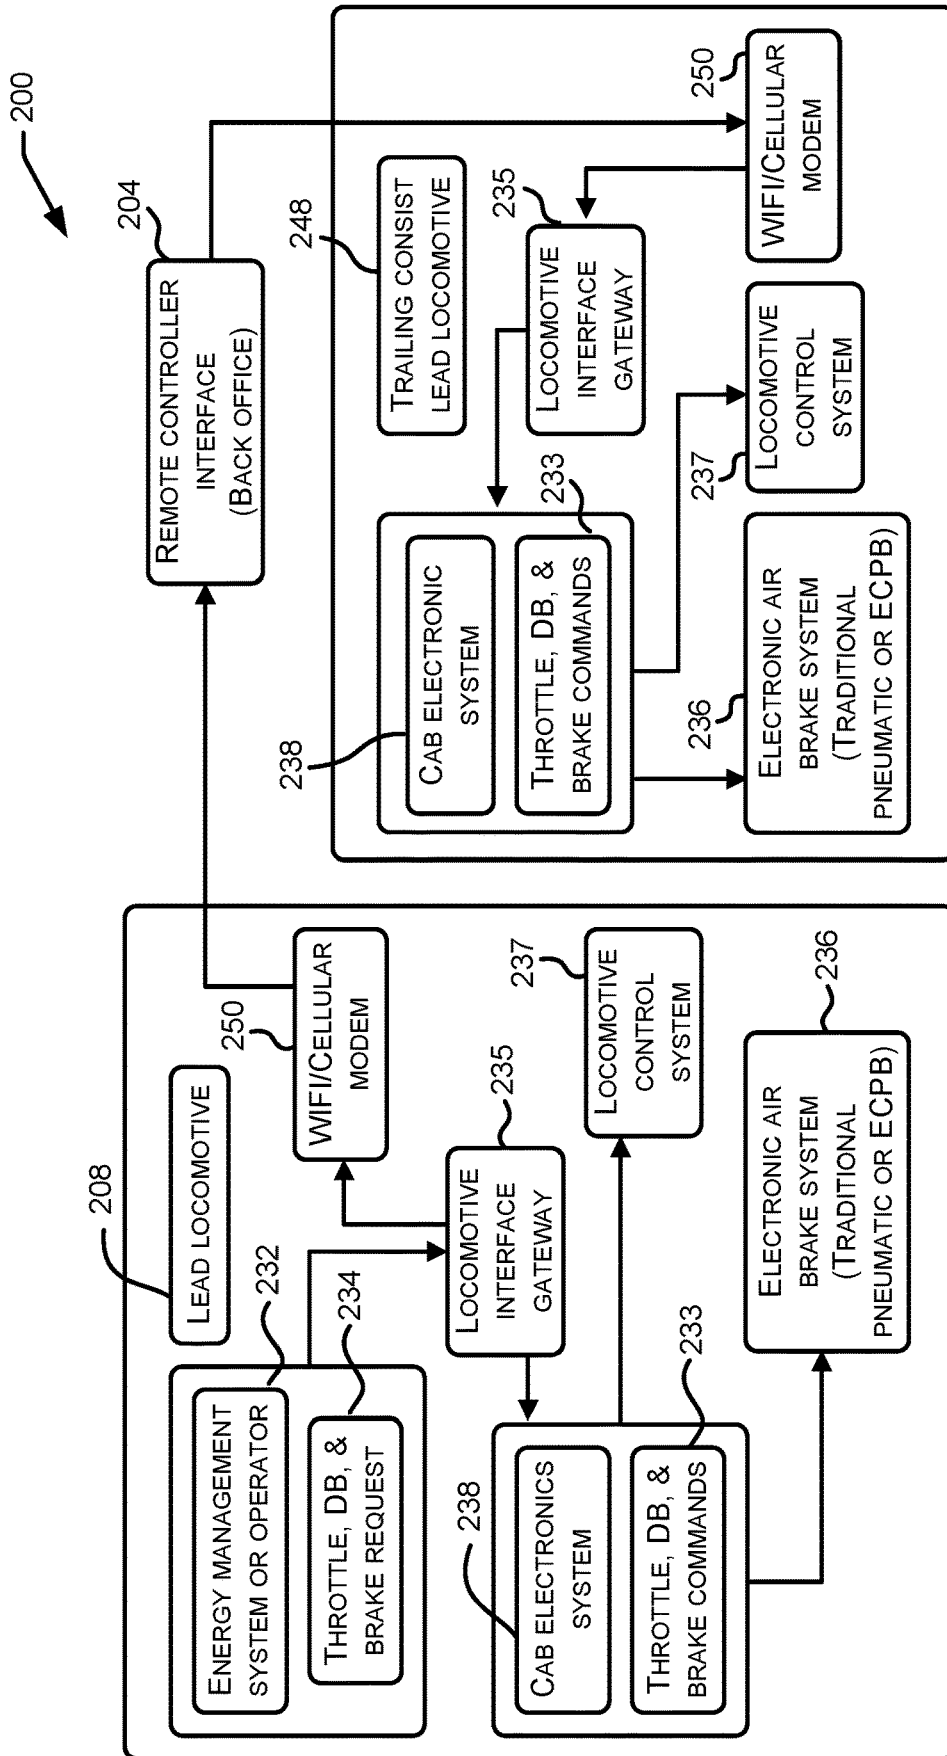 200
REMOTE CONTROLLER
INTERFACE
(BACK OFFICE)
204
208
LEAD LOCOMOTIVE
ENERGY MANAGEMENT
SYSTEM OR OPERATOR
232
THROTTLE, DB, &
BRAKE REQUEST
234
250
WIFI/CELLULAR
MODEM
LOCOMOTIVE
INTERFACE
GATEWAY
235
238
CAB ELECTRONICS
SYSTEM
THROTTLE, DB, &
BRAKE COMMANDS
233
LOCOMOTIVE
CONTROL
SYSTEM
237
ELECTRONIC AIR
BRAKE SYSTEM
(TRADITIONAL
PNEUMATIC OR ECPB)
236
TRAILING CONSIST
LEAD LOCOMOTIVE
248
238
CAB ELECTRONIC
SYSTEM
THROTTLE, DB, &
BRAKE COMMANDS
233
LOCOMOTIVE
INTERFACE
GATEWAY
235
WIFI/CELLULAR
MODEM
250
236
ELECTRONIC AIR
BRAKE SYSTEM
(TRADITIONAL
PNEUMATIC OR ECPB)
237
LOCOMOTIVE
CONTROL
SYSTEM